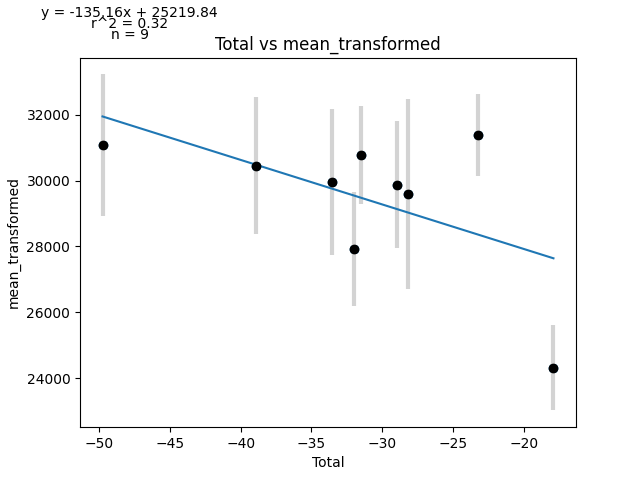 y = -135.16x + 25219.84
r^2 = 0.32
n = 9
Total vs mean_transformed
32000
30000
28000
26000
24000
mean_transformed
−50
−45
−40
−35
−30
−25
−20
Total